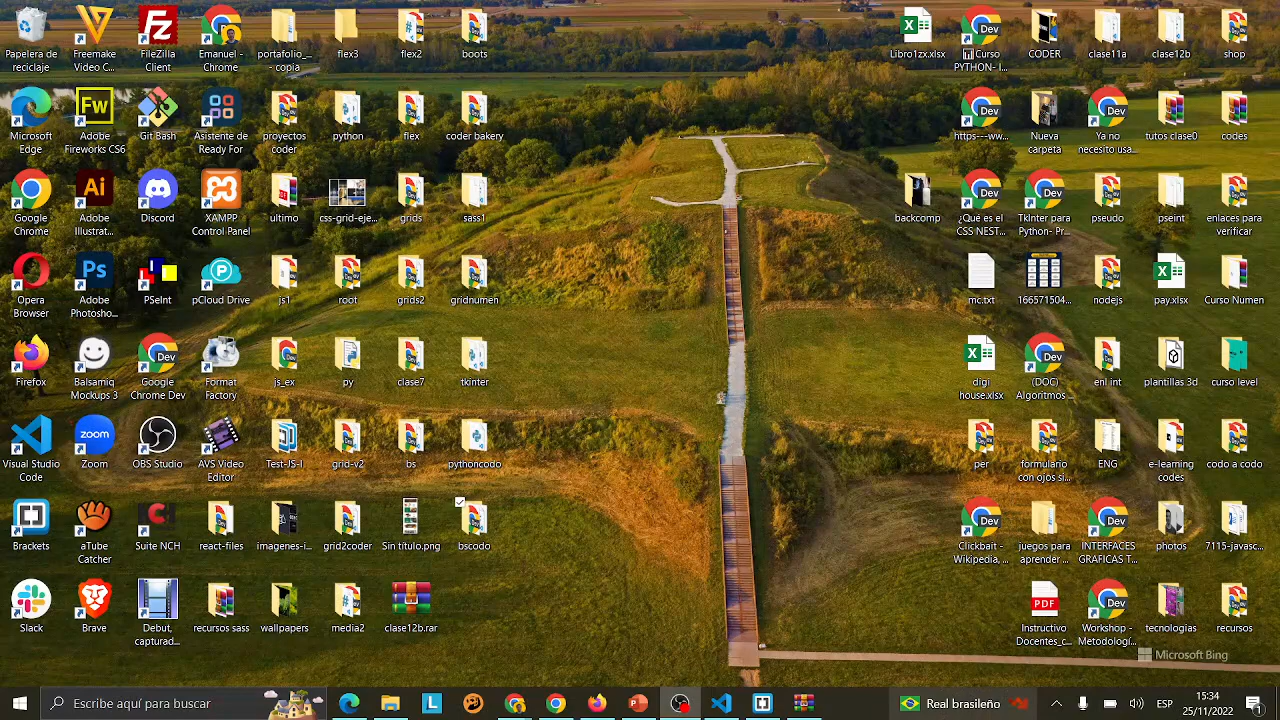 Papelera de
reciclaje
Freemake
Video C...
FileZilla
Client
Emanuel -
Chrome
portafolio_...
- copia
flex3
flex2
boots
Libro1zx.xlsx
Curso
PYTHON- I...
CODER
clase11a
clase12b
shop
Microsoft
Edge
Adobe
Fireworks CS6
Git Bash
Asistente de
Ready For
proyectos
coder
python
flex
coder bakery
https---ww...
Nueva
carpeta
Ya no
necesito usa...
tutos clase0
codes
Google
Chrome
Adobe
Illustrat...
Discord
XAMPP
Control Panel
ultimo
css-grid-eje...
grids
sass1
backcomp
¿Qué es el
CSS NEST...
TkInter para
Python- Pr...
pseudo
pseint
enlaces para
verificar
Opera
Browser
Adobe
Photosho...
PSeInt
pCloud Drive
js1
root
grids2
gridnumen
mc.txt
166571504...
nodejs
pep.xlsx
Curso Numen
Firefox
Balsamiq
Mockups 3
Google
Chrome Dev
Format
Factory
js_ex
py
clase7
tkinter
digi
house.xlsx
(DOC)
Algoritmos ...
enl int
plantillas 3d
curso level
Visual Studio
Code
Zoom
OBS Studio
AVS Video
Editor
Test-JS-I
grid-v2
bs
pythoncodo
per
formulario
con ojos si...
ENG
e-learning
codes
codo a codo
Brackets
aTube
Catcher
Suite NCH
react-files
imagenes-i...
grid2coder
Sin título.png
bscodo
Clickbait -
Wikipedia, ...
juegos para
aprender ...
INTERFACES
GRAFICAS T...
photos
7115-javasc...
Slack
Brave
Debut
capturad...
recursos sass
wallpapers
media2
clase12b.rar
Instructivo
Docentes_c...
Workshop -
Metodologí...
tecnologias
recursos
Microsoft Bing
Escribe aquí para buscar
Real brasileño
15:34
25/11/2022